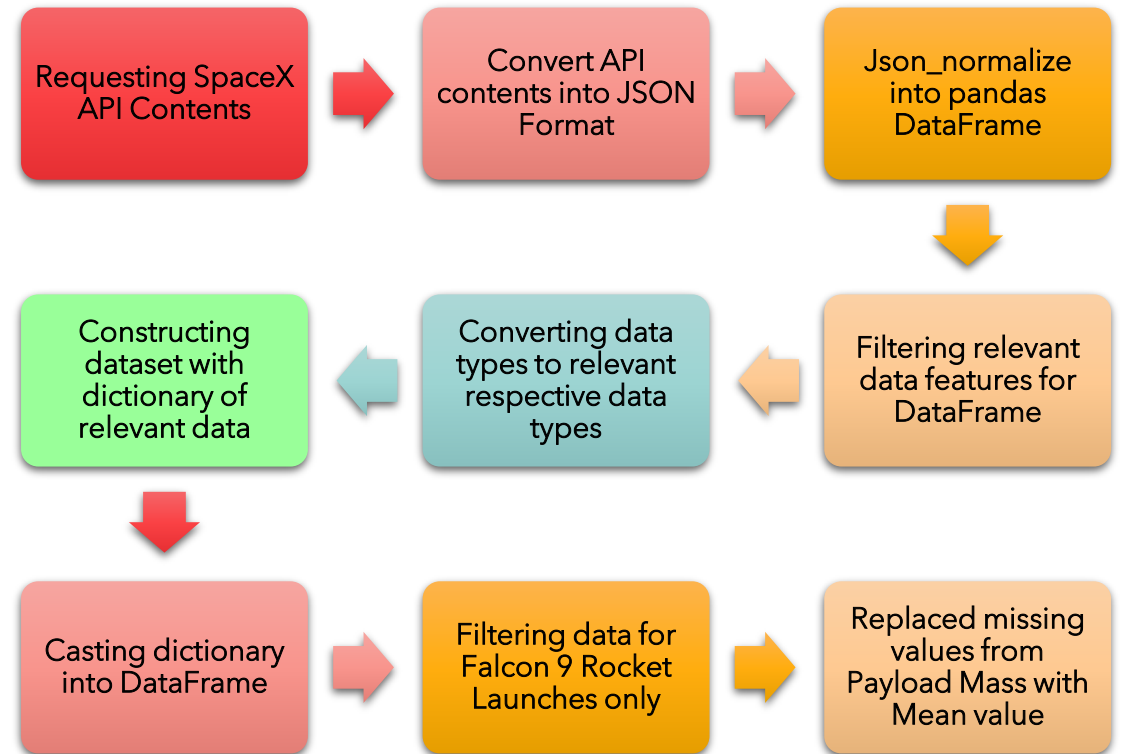 Requesting SpaceX
API Contents
Convert API
contents into JSON
Format
Json_normalize
into pandas
DataFrame
Filtering relevant
data features for
DataFrame
Converting data
types to relevant
respective data
types
Constructing
dataset with
dictionary of
relevant data
Casting dictionary
into DataFrame
Filtering data for
Falcon 9 Rocket
Launches only
Replaced missing
values from
Payload Mass with
Mean value